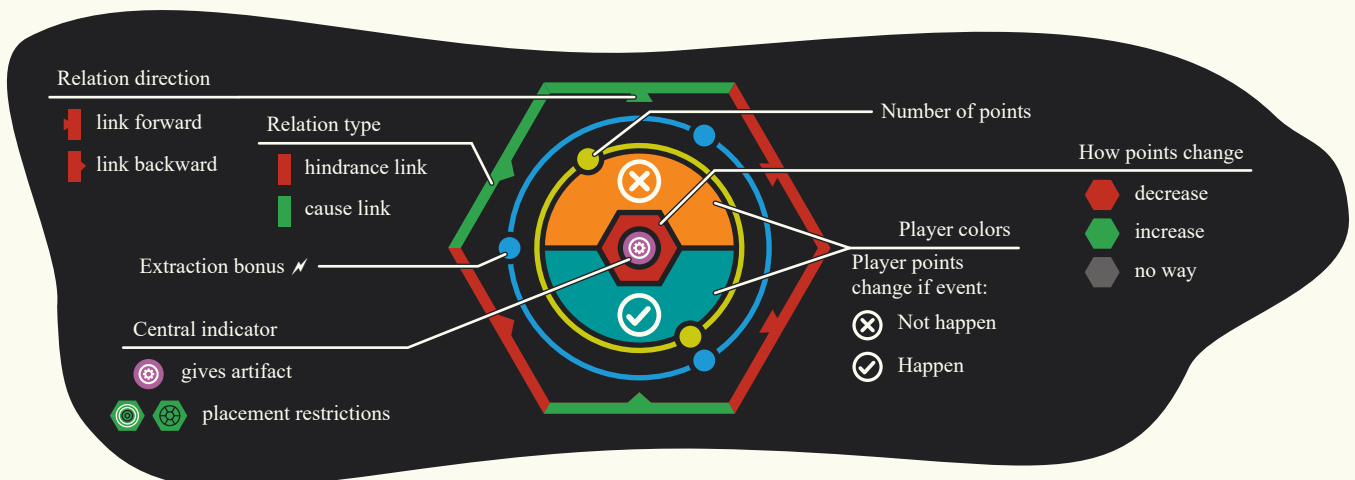 Relation direction
link forward
link backward
Relation type
hindrance link
cause link
Extraction bonus
Central indicator
gives artifact
placement restrictions
Number of points
How points change
decrease
increase
no way
Player colors
Player points
change if event:
Not happen
Happen